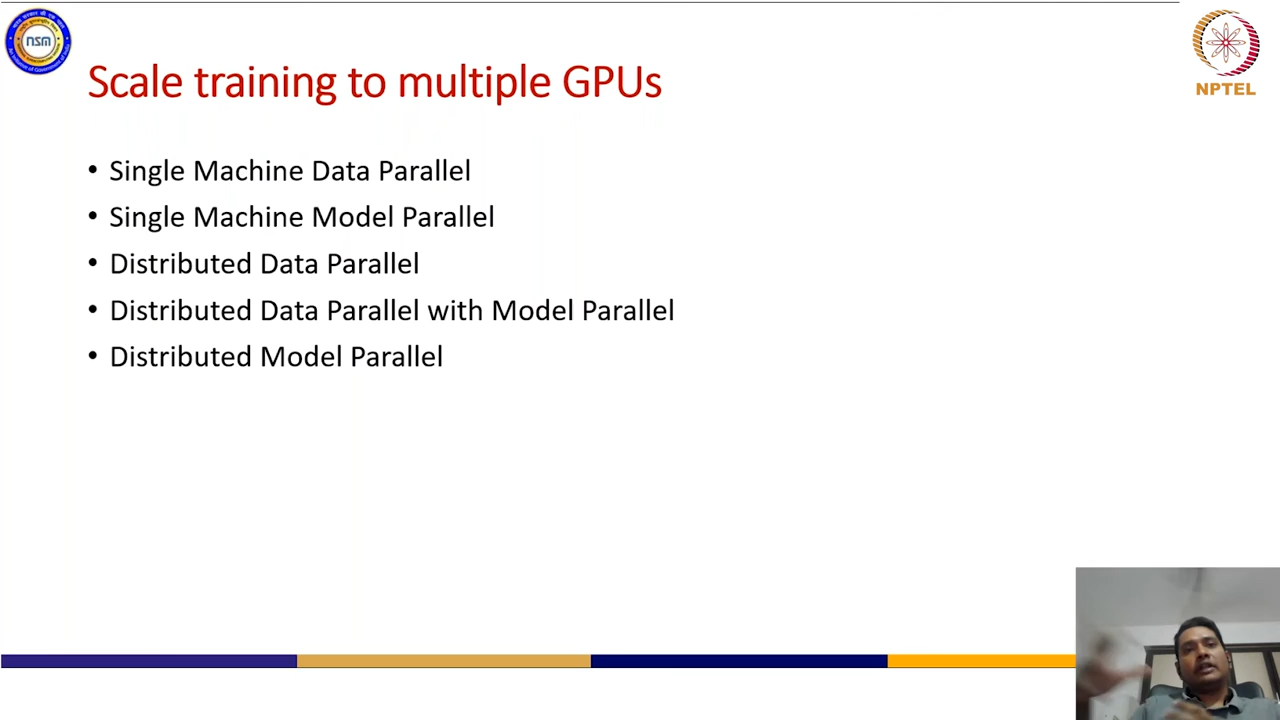 nsm
NPTEL
Scale training to multiple GPUs
• Single Machine Data Parallel
• Single Machine Model Parallel
• Distributed Data Parallel
• Distributed Data Parallel with Model Parallel
• Distributed Model Parallel